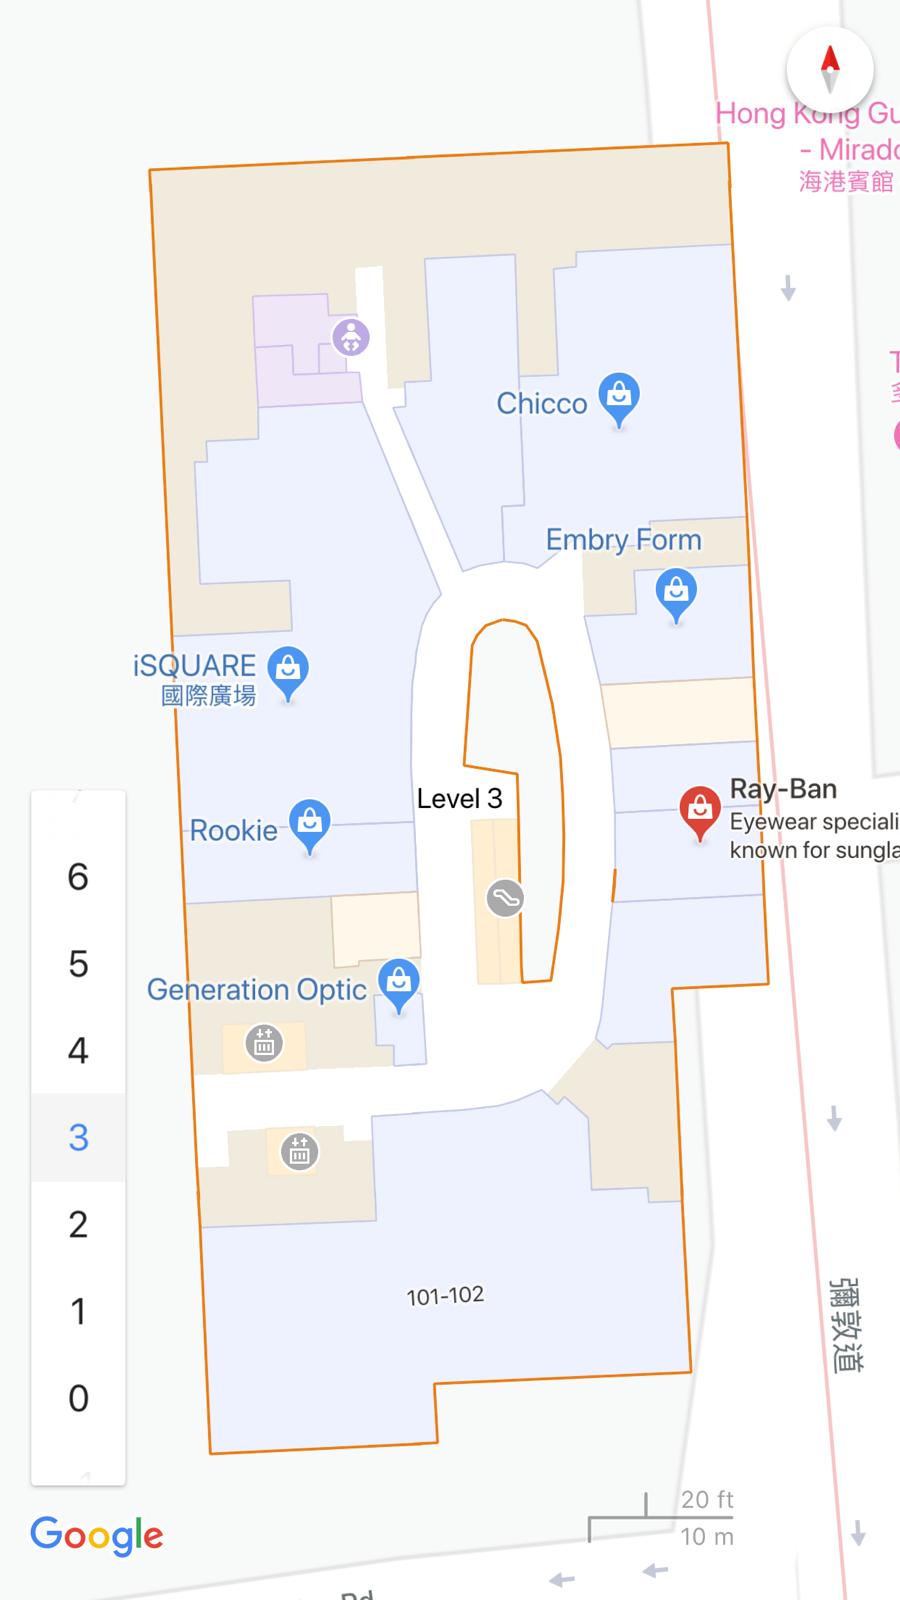 Hong Kong Gu
- Mirado
海港賓館
Chicco
Embry Form
iSQUARE
國際廣場
Level 3
Ray-Ban
Eyewear speciali
known for sungla
Rookie
6
5
Generation Optic
4
3
2
1
0
101-102
彌敦道
20 ft
10 m
Google
Rd